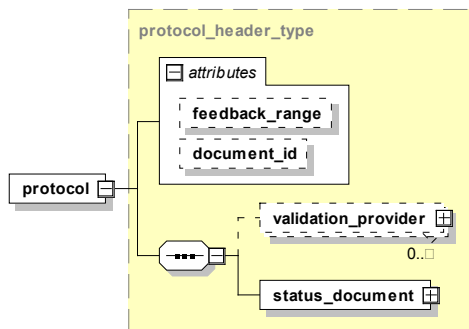 protocol_header_type
attributes
feedback_range
document_id
protocol
validation_provider
0..□
status_document